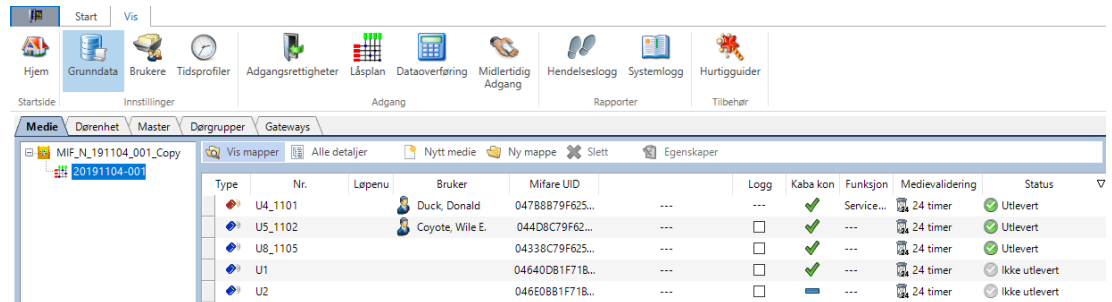 Start Vis
Hjem Grunndata Brukere Tidsprofiler Adgangsrettigheter Låsplan Dataoverføring Midlertidig Adgang Hendelseslogg Systemlogg Hurtigguider
Startside Innstillinger Adgang Rapporter Tilbehør
Medie Dørenhet Master Dørgrupper Gateways
MIF_N_191104_001_Copy
20191104-001
Vis mapper Alle detaljer Nytt medie Ny mappe Slett Egenskaper
Type Nr. Løpenu Bruker Mifare UID Logg Kaba kon Funksjon Medievalidering Status
U4_1101 Duck, Donald 047B8B79F625... --- --- Service... 24 timer Utlevert
U5_1102 Coyote, Wile E. 044D8C79F62... --- --- 24 timer Utlevert
U8_1105 04338C79F625... --- --- 24 timer Utlevert
U1 04640DB1F71B... --- --- 24 timer Ikke utlevert
U2 046E0BB1F71B... --- --- 24 timer Ikke utlevert